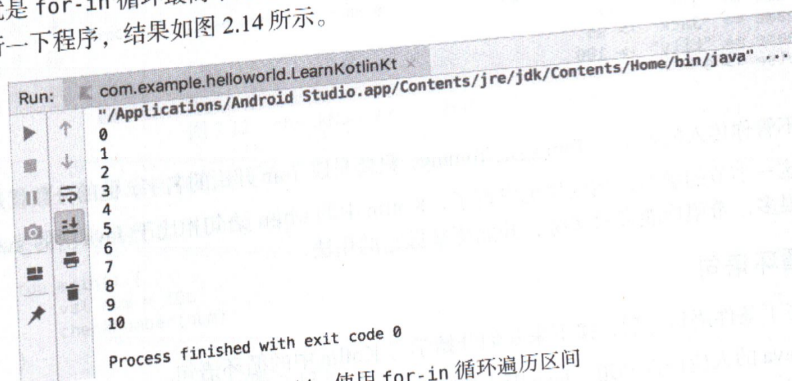 是 for-in 循环最
一下程序，结果如图 2.14 所示。
Run: com.example.helloworld.LearnKotlinKt ×
"/Applications/Android Studio.app/Contents/jre/jdk/Contents/Home/bin/java" ...
0
1
2
3
4
5
6
7
8
9
10
Process finished with exit code 0
使用 for-in 循环遍历区间